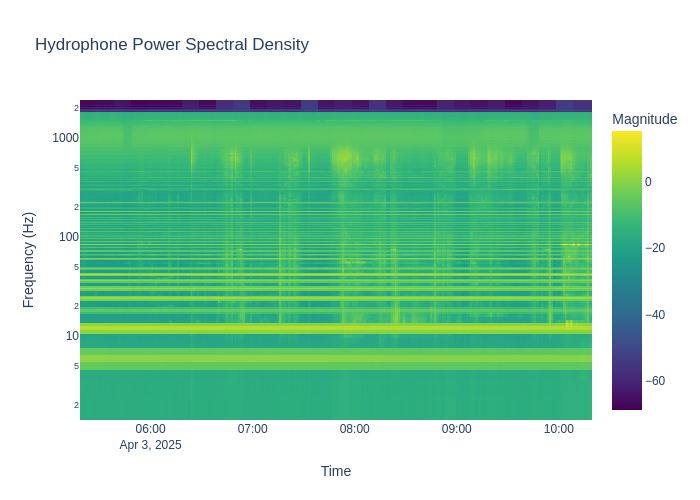 Hydrophone Power Spectral Density
Magnitude
0
−20
−40
−60
Frequency (Hz)
2
1000
5
2
100
5
2
10
5
2
06:00 07:00 08:00 09:00 10:00
Apr 3, 2025
Time